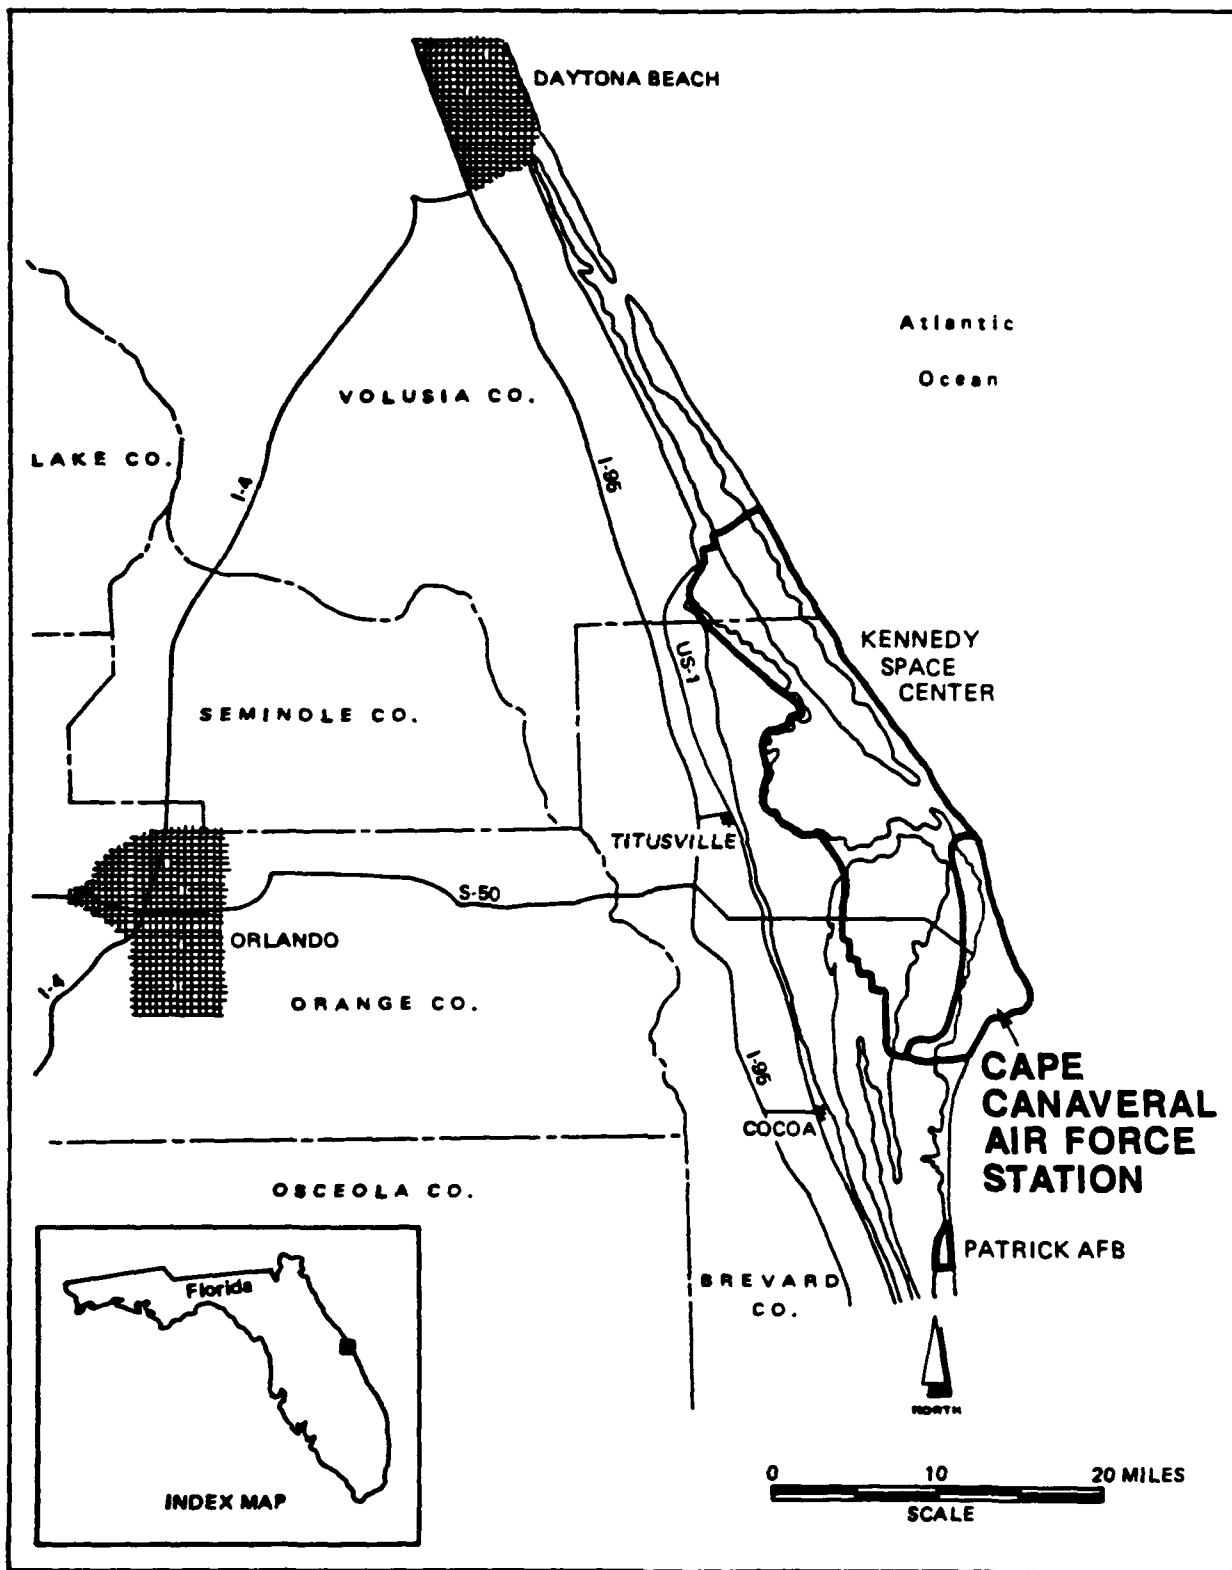 DAYTONA BEACH
Atlantic
Ocean
VOLUSIA CO.
LAKE CO.
I-4
I-95
KENNEDY
SPACE
CENTER
US-1
SEMINOLE CO.
TITUSVILLE
S-50
ORLANDO
I-4
ORANGE CO.
I-95
CAPE
CANAVERAL
AIR FORCE
STATION
COCOA
OSCEOLA CO.
PATRICK AFB
BREVARD
CO.
Florida
INDEX MAP
NORTH
0 10 20 MILES
SCALE